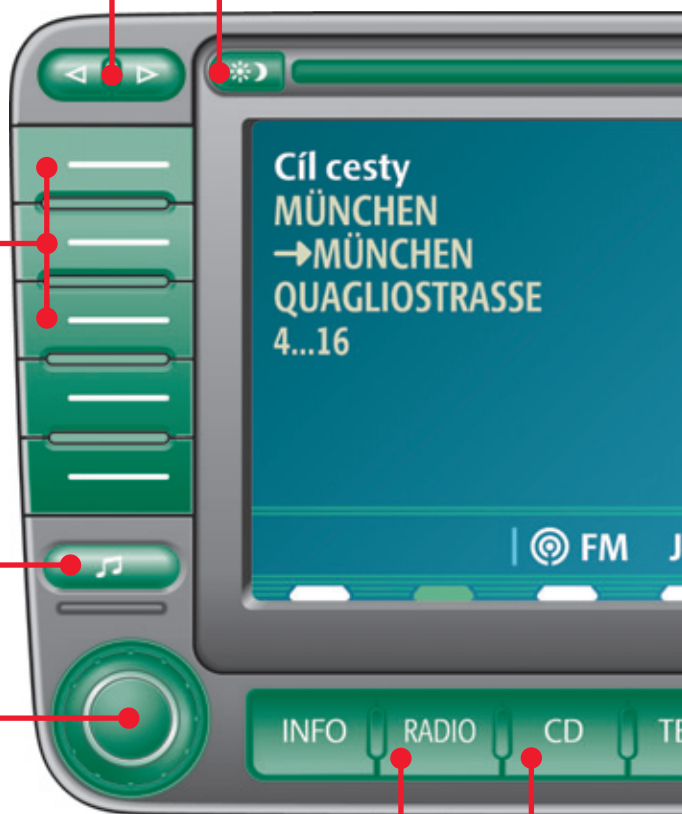 Cíl cesty
MÜNCHEN
→MÜNCHEN
QUAGLIOSTRASSE
4...16
FM
INFO RADIO CD